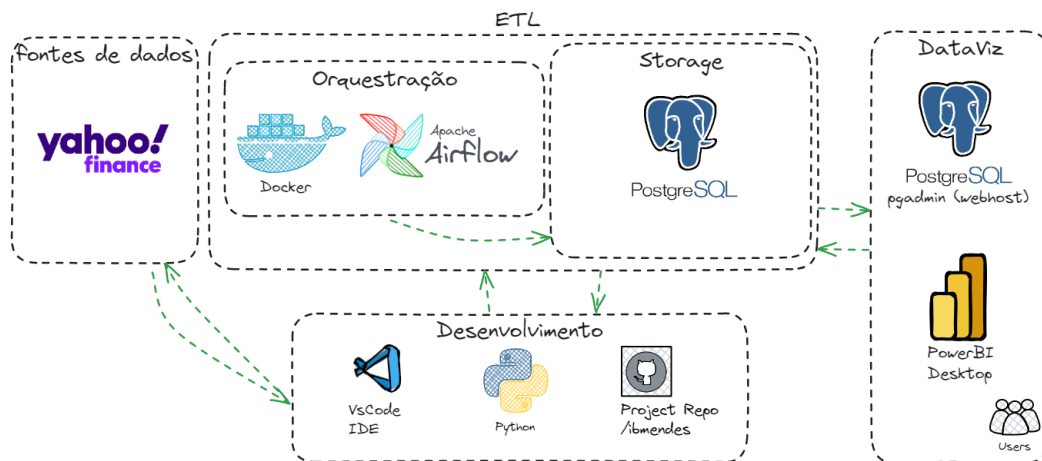 ETL
fontes de dados
yahoo!
finance
Orquestração
Docker
Apache
Airflow
Storage
PostgreSQL
DataViz
PostgreSQL
pgadmin (webhost)
PowerBI
Desktop
Users
Desenvolvimento
VsCode
IDE
Python
Project Repo
/ibmendes